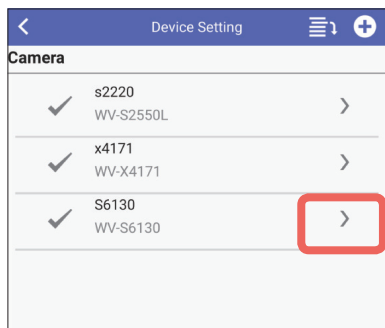 Device Setting
Camera
s2220
WV-S2550L
x4171
WV-X4171
S6130
WV-S6130